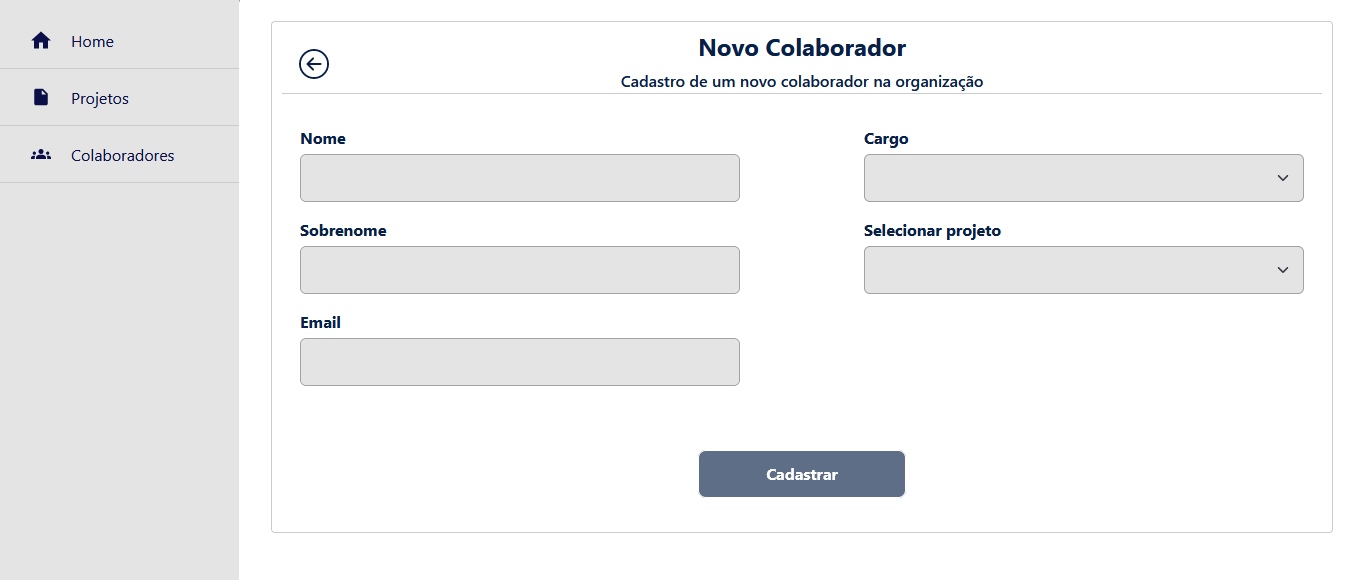 Home
Projetos
Colaboradores
Novo Colaborador
Cadastro de um novo colaborador na organização
Nome
Cargo
Sobrenome
Selecionar projeto
Email
Cadastrar